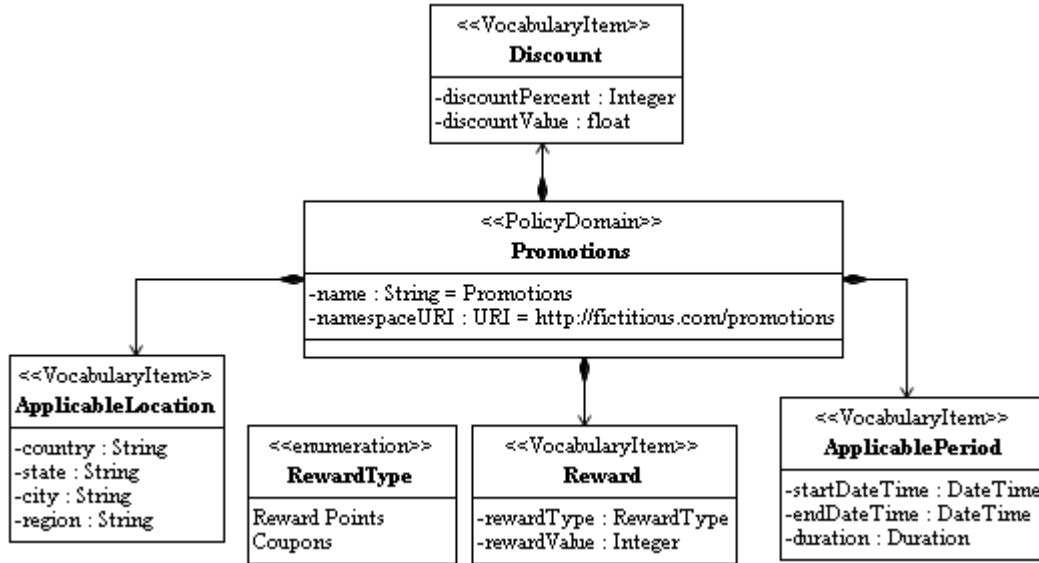 <<VocabularyItem>>
Discount
-discountPercent : Integer
-discountValue : float
<<PolicyDomain>>
Promotions
-name : String = Promotions
-namespaceURI : URI = http://fictitious.com/promotions
<<VocabularyItem>>
ApplicableLocation
-country : String
-state : String
-city : String
-region : String
<<enumeration>>
RewardType
Reward Points
Coupons
<<VocabularyItem>>
Reward
-rewardType : RewardType
-rewardValue : Integer
<<VocabularyItem>>
ApplicablePeriod
-startDateTime : DateTime
-endDateTime : DateTime
-duration : Duration